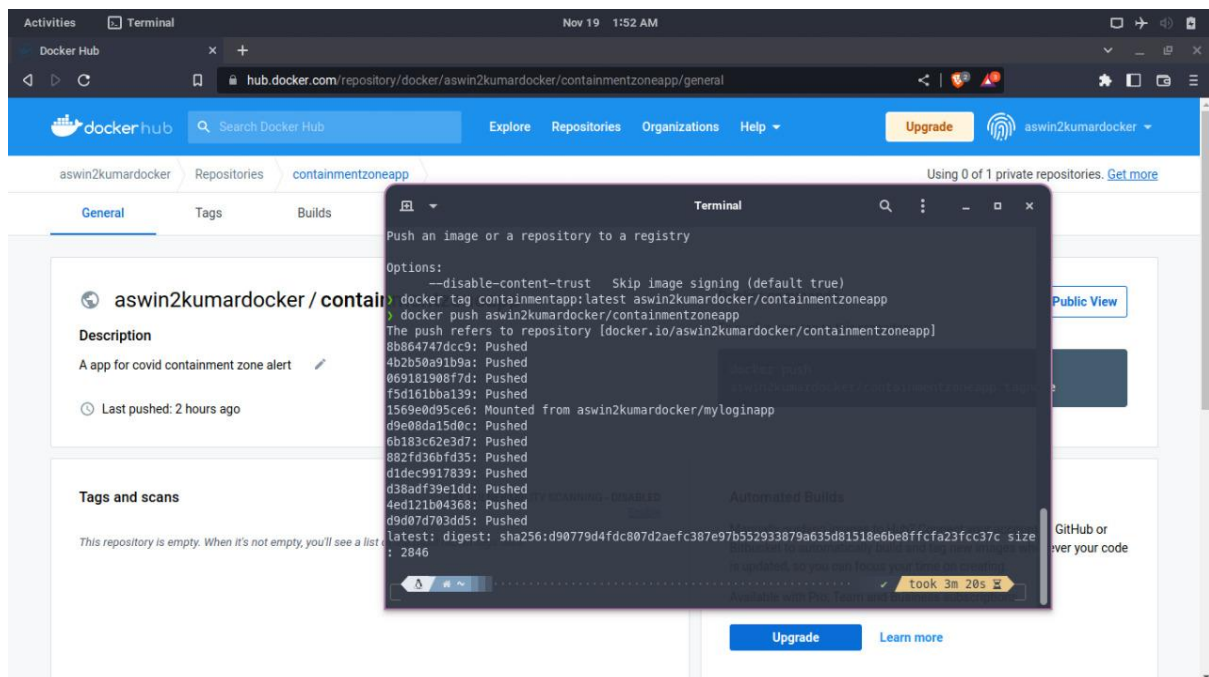 Activities Terminal Nov 19 1:52 AM
Docker Hub
hub.docker.com/repository/docker/aswin2kumardocker/containmentzoneapp/general
dockerhub Search Docker Hub Explore Repositories Organizations Help Upgrade aswin2kumardocker
aswin2kumardocker Repositories containmentzoneapp Using 0 of 1 private repositories. Get more
General Tags Builds
aswin2kumardocker / contai
Description
A app for covid containment zone alert
Last pushed: 2 hours ago
Tags and scans
This repository is empty. When it's not empty, you'll see a list
Terminal
Push an image or a repository to a registry
Options:
--disable-content-trust Skip image signing (default true)
❯ docker tag containmentapp:latest aswin2kumardocker/containmentzoneapp
❯ docker push aswin2kumardocker/containmentzoneapp
The push refers to repository [docker.io/aswin2kumardocker/containmentzoneapp]
8b864747dcc9: Pushed
4b2b50a91b9a: Pushed
069181908f7d: Pushed
f5d161bba139: Pushed
1569e0d95ce6: Mounted from aswin2kumardocker/myloginapp
d9e08da15d0c: Pushed
6b183c62e3d7: Pushed
882fd36bfd35: Pushed
d1dec9917839: Pushed
d38adf39e1dd: Pushed
4ed121b04368: Pushed
d9d07d703dd5: Pushed
latest: digest: sha256:d90779d4fdc807d2aefc387e97b552933879a635d81518e6be8ffcfa23fcc37c size
: 2846
~ took 3m 20s
Public View
docker push
Automated Builds
GitHub or
ever your code
Upgrade Learn more